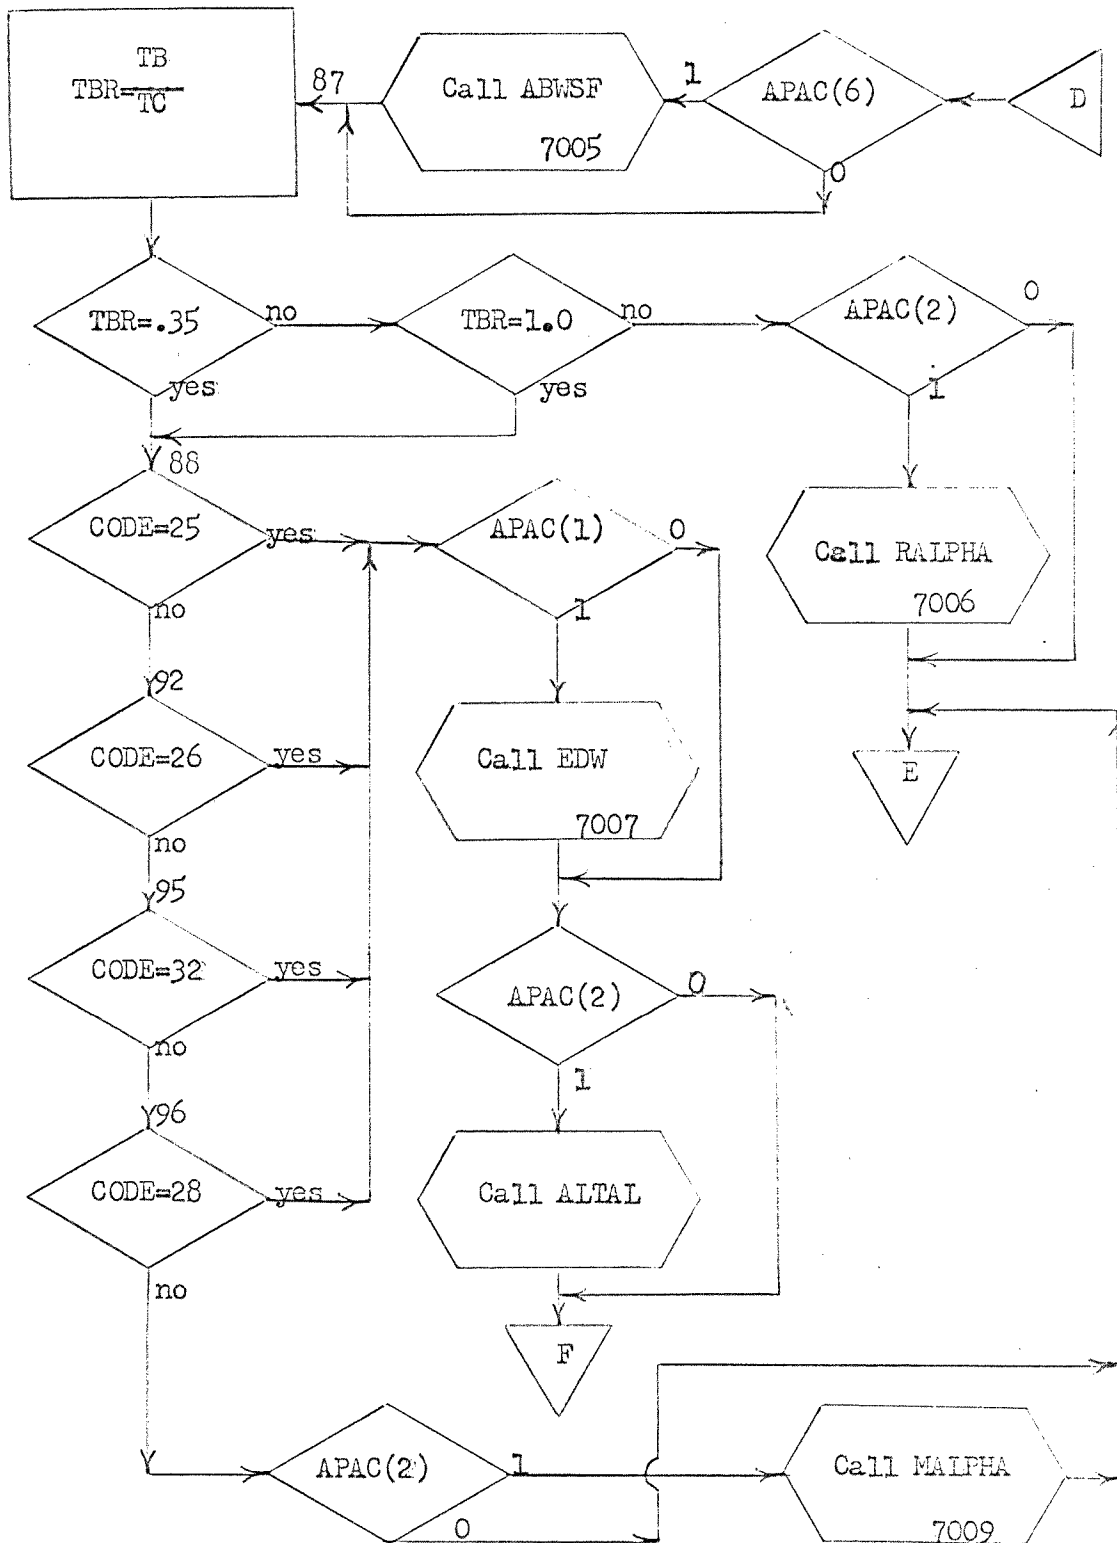 TB
TBR=
TC
87
Call ABWSF
7005
1
APAC(6)
0
D
TBR=.35
no
yes
TBR=1.0
no
yes
APAC(2)
0
1
88
CODE=25
yes
no
APAC(1)
0
1
Call RALPHA
7006
92
CODE=26
yes
no
Call EDW
7007
E
95
CODE=32
yes
no
APAC(2)
0
1
96
CODE=28
yes
no
Call ALTAL
F
APAC(2)
1
0
Call MALPHA
7009